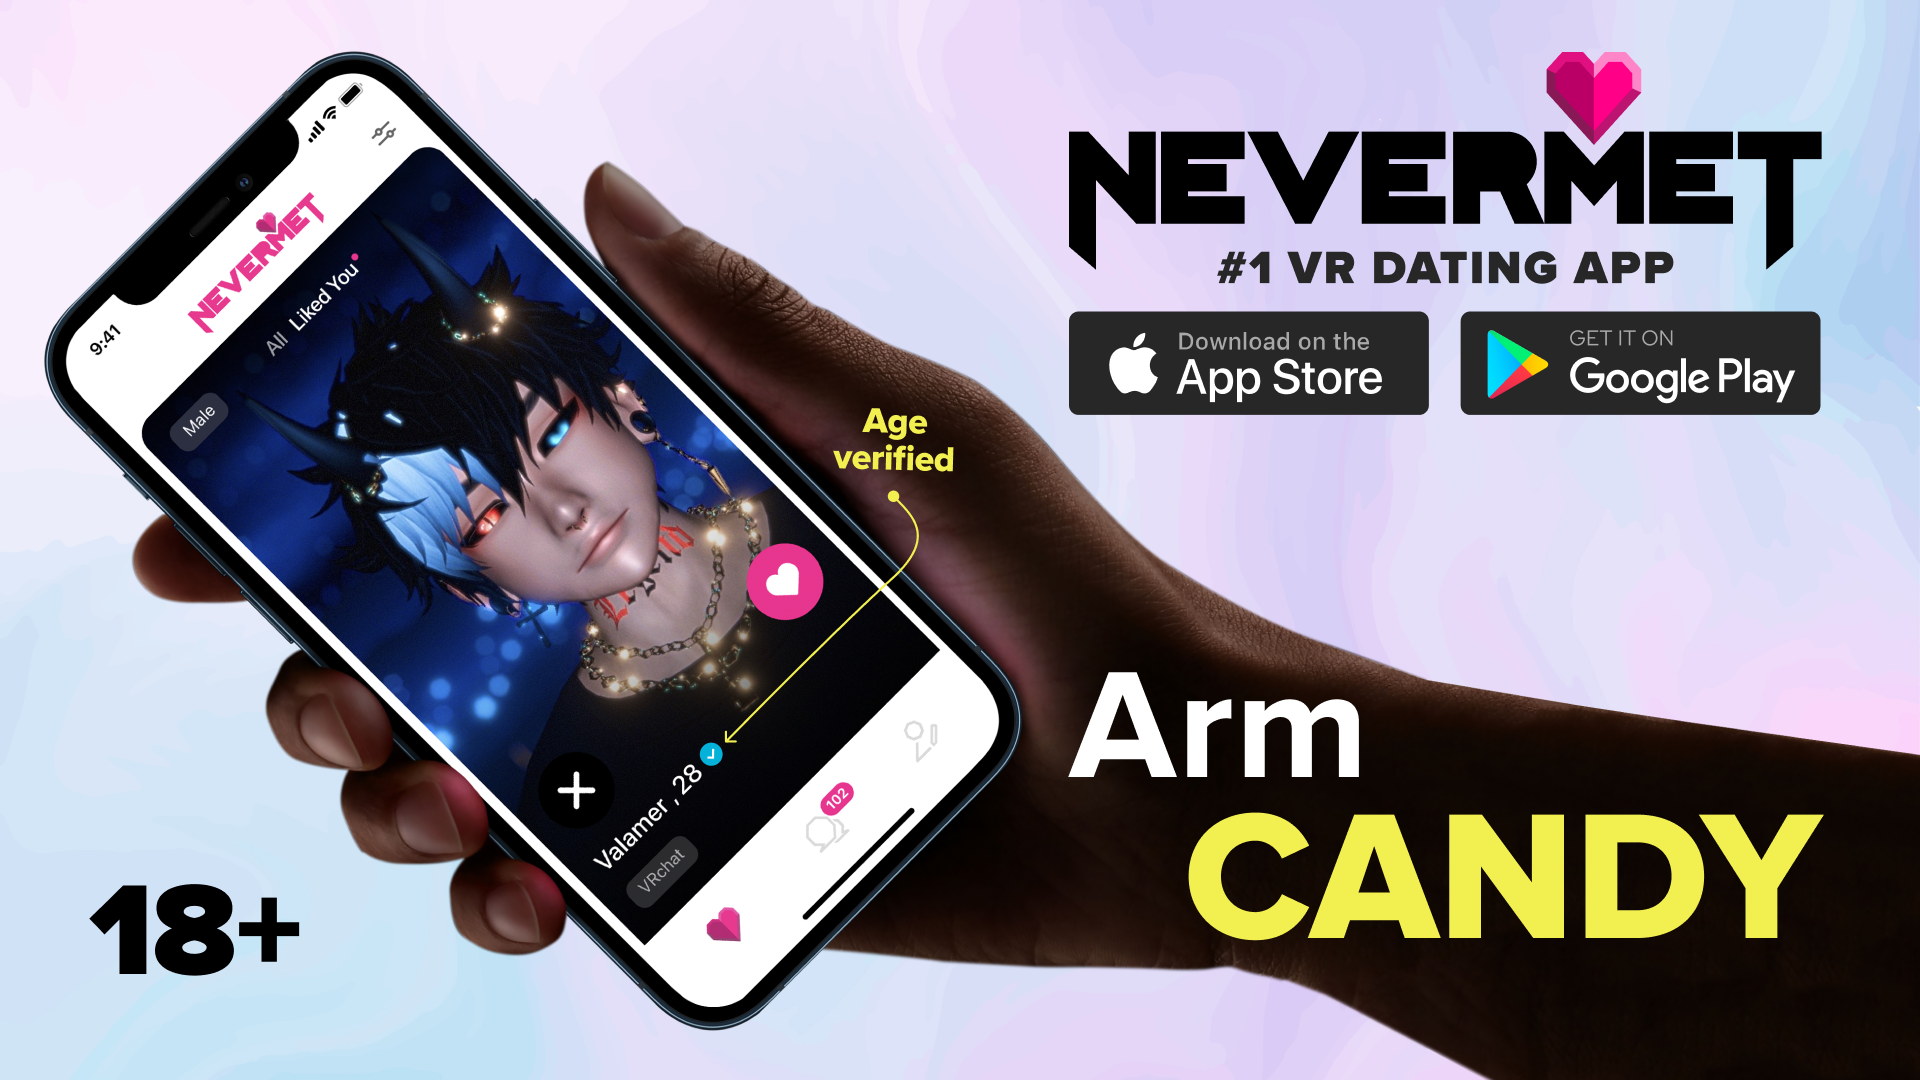 9:41
NEVERMET
All Liked You
Male
Valamer , 28
VRchat
102
Age
verified
18+
NEVERMET
#1 VR DATING APP
Download on the
App Store
GET IT ON
Google Play
Arm
CANDY